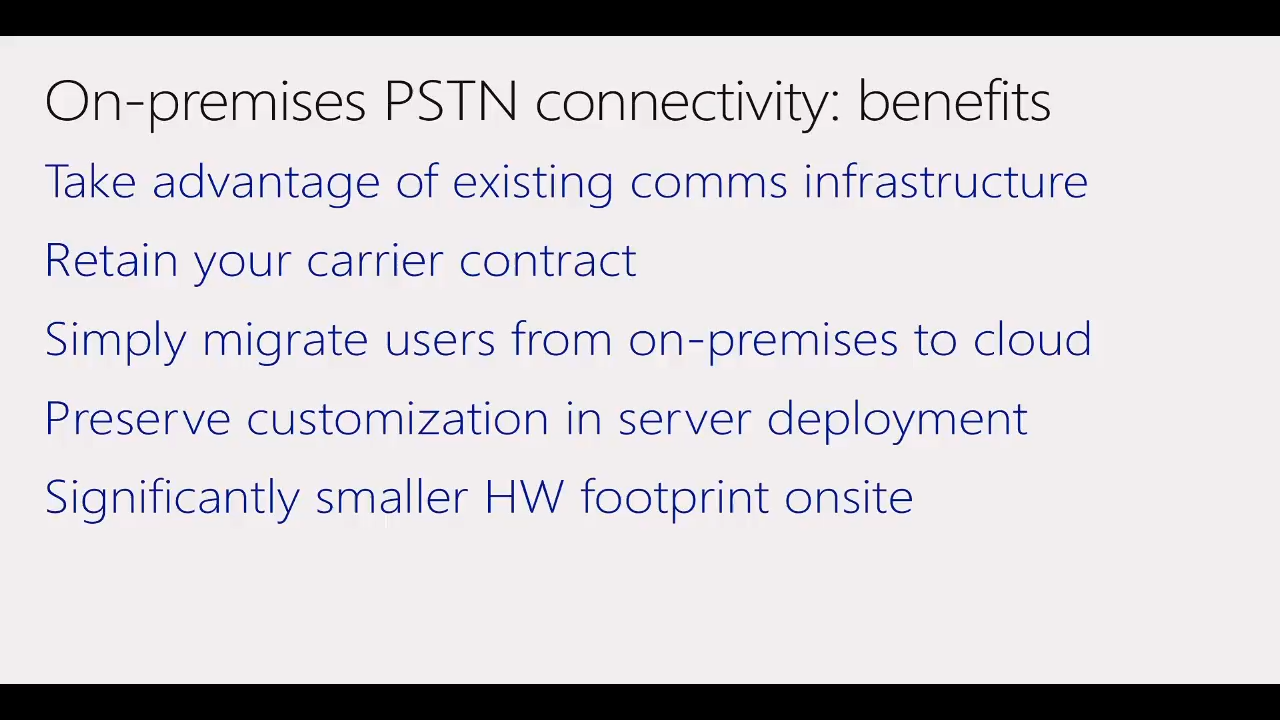 On-premises PSTN connectivity: benefits
Take advantage of existing comms infrastructure
Retain your carrier contract
Simply migrate users from on-premises to cloud
Preserve customization in server deployment
Significantly smaller HW footprint onsite